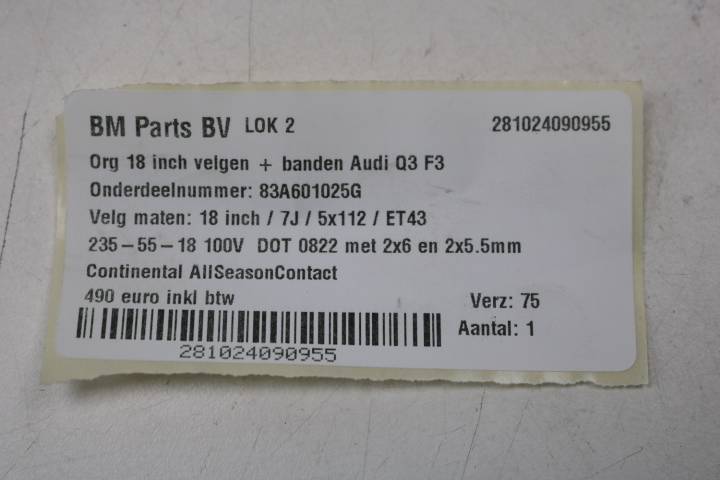 BM Parts BV LOK 2 281024090955
Org 18 inch velgen + banden Audi Q3 F3
Onderdeelnummer: 83A601025G
Velg maten: 18 inch / 7J / 5x112 / ET43
235-55-18 100V DOT 0822 met 2x6 en 2x5.5mm
Continental AllSeasonContact
490 euro inkl btw Verz: 75
Aantal: 1
281024090955